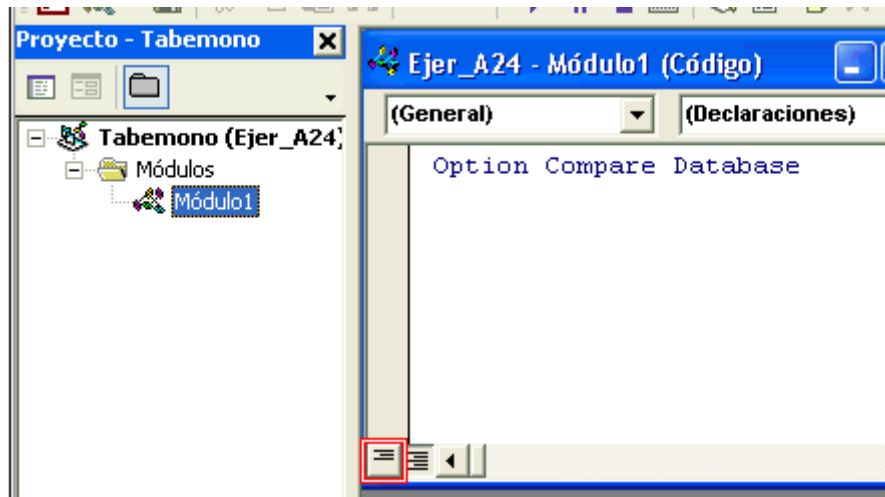 Proyecto - Tabemono
Tabemono (Ejer_A24)
Módulos
Módulo1
Ejer_A24 - Módulo1 (Código)
(General)
(Declaraciones)
Option Compare Database